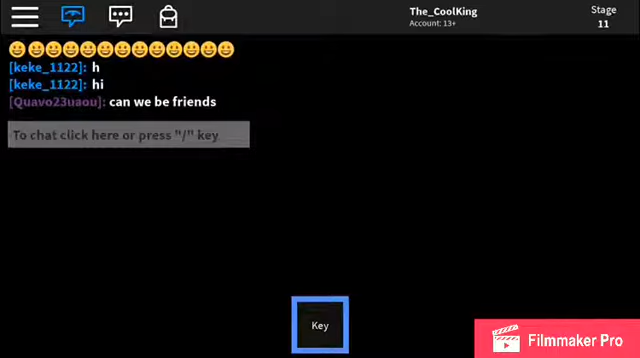 The_CoolKing
Account: 13+
Stage
11
[keke_1122]: h
[keke_1122]: hi
[Quavo23uaou]: can we be friends
To chat click here or press "/" key
Key
Filmmaker Pro